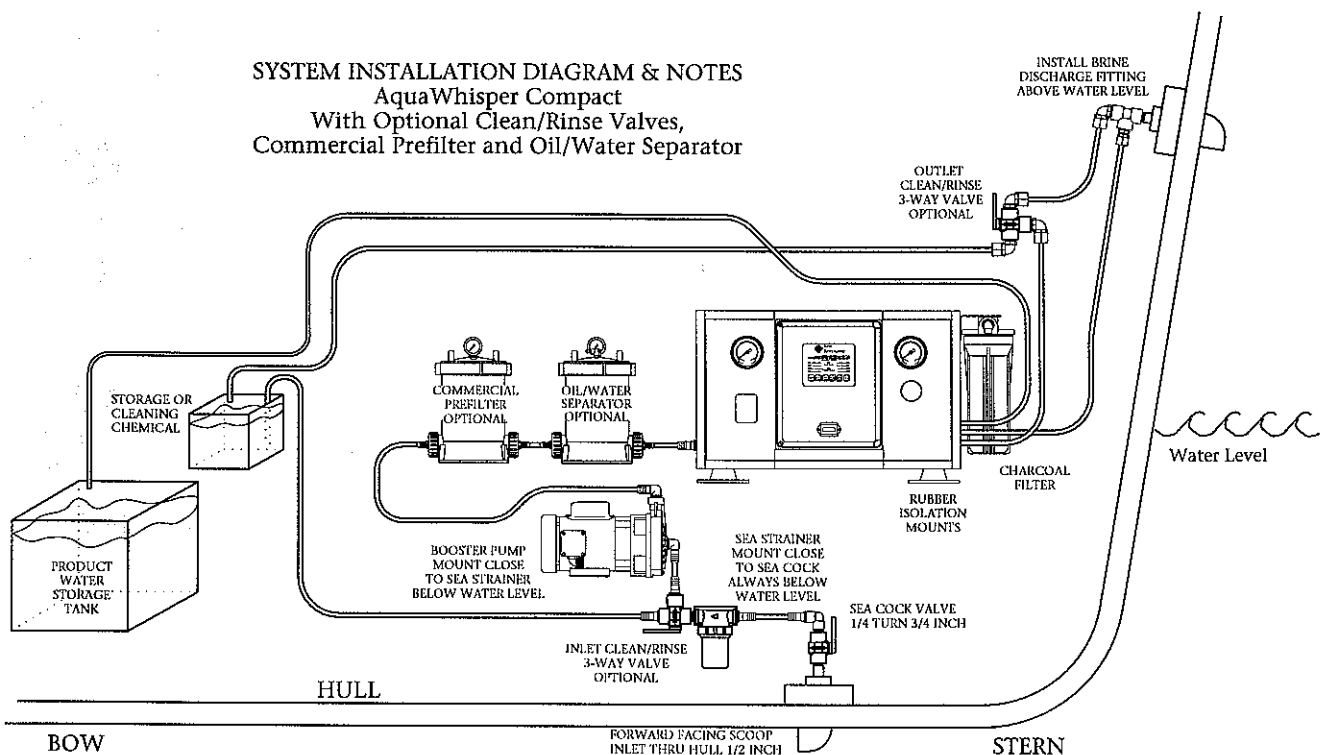 SYSTEM INSTALLATION DIAGRAM & NOTES
AquaWhisper Compact
With Optional Clean/Rinse Valves,
Commercial Prefilter and Oil/Water Separator
INSTALL BRINE
DISCHARGE FITTING
ABOVE WATER LEVEL
OUTLET
CLEAN/RINSE
3-WAY VALVE
OPTIONAL
STORAGE OR
CLEANING
CHEMICAL
COMMERCIAL
PREFILTER
OPTIONAL
OIL/WATER
SEPARATOR
OPTIONAL
Water Level
CHARCOAL
FILTER
RUBBER
ISOLATION
MOUNTS
PRODUCT
WATER
STORAGE
TANK
BOOSTER PUMP
MOUNT CLOSE
TO SEA STRAINER
BELOW WATER LEVEL
SEA STRAINER
MOUNT CLOSE
TO SEA COCK
ALWAYS BELOW
WATER LEVEL
SEA COCK VALVE
1/4 TURN 3/4 INCH
INLET CLEAN/RINSE
3-WAY VALVE
OPTIONAL
HULL
BOW
FORWARD FACING SCOOP
INLET THRU HULL 1/2 INCH
STERN